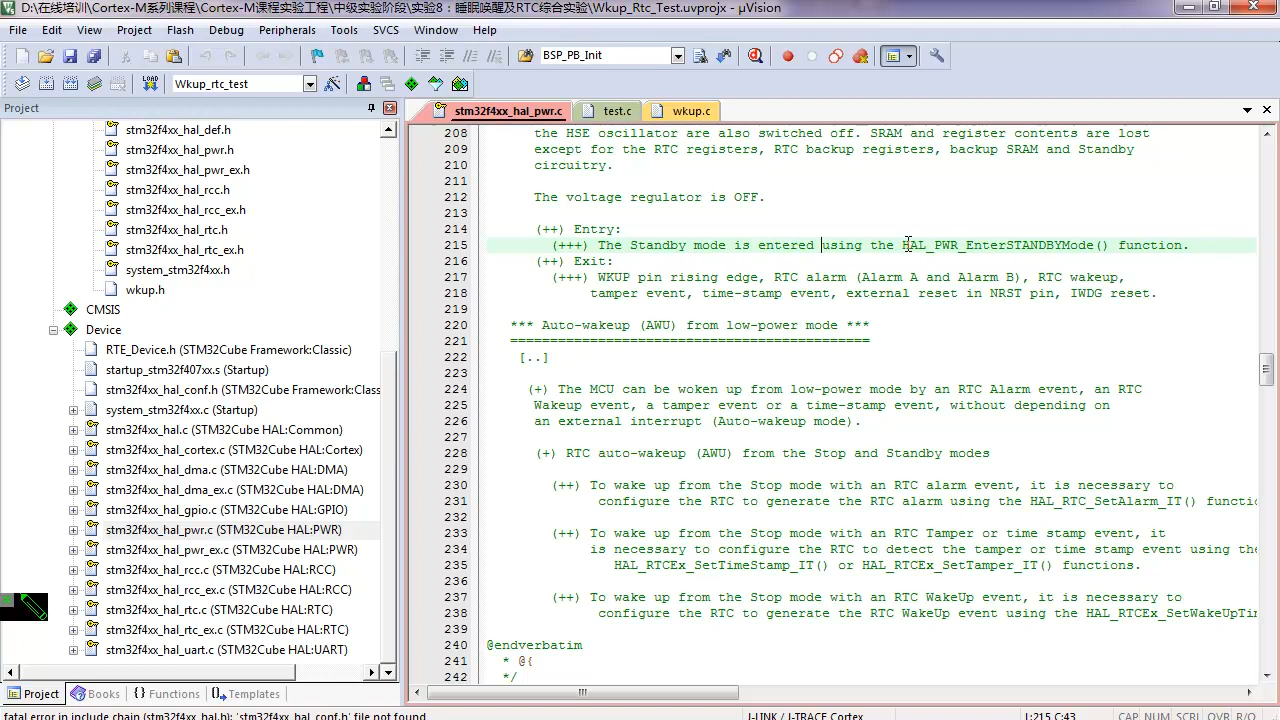 D:\在线培训\Cortex-M系列课程\Cortex-M课程实验工程\中级实验阶段\实验8：睡眠唤醒及RTC综合实验\Wkup_Rtc_Test.uvprojx - µVision
File Edit View Project Flash Debug Peripherals Tools SVCS Window Help
BSP_PB_Init
LOAD Wkup_rtc_test
Project
stm32f4xx_hal_pwr.c test.c wkup.c
stm32f4xx_hal_def.h
stm32f4xx_hal_pwr.h
stm32f4xx_hal_pwr_ex.h
stm32f4xx_hal_rcc.h
stm32f4xx_hal_rcc_ex.h
stm32f4xx_hal_rtc.h
stm32f4xx_hal_rtc_ex.h
system_stm32f4xx.h
wkup.h
CMSIS
Device
RTE_Device.h (STM32Cube Framework:Classic)
startup_stm32f407xx.s (Startup)
stm32f4xx_hal_conf.h (STM32Cube Framework:Class
system_stm32f4xx.c (Startup)
stm32f4xx_hal.c (STM32Cube HAL:Common)
stm32f4xx_hal_cortex.c (STM32Cube HAL:Cortex)
stm32f4xx_hal_dma.c (STM32Cube HAL:DMA)
stm32f4xx_hal_dma_ex.c (STM32Cube HAL:DMA)
stm32f4xx_hal_gpio.c (STM32Cube HAL:GPIO)
stm32f4xx_hal_pwr.c (STM32Cube HAL:PWR)
stm32f4xx_hal_pwr_ex.c (STM32Cube HAL:PWR)
stm32f4xx_hal_rcc.c (STM32Cube HAL:RCC)
stm32f4xx_hal_rcc_ex.c (STM32Cube HAL:RCC)
stm32f4xx_hal_rtc.c (STM32Cube HAL:RTC)
stm32f4xx_hal_rtc_ex.c (STM32Cube HAL:RTC)
stm32f4xx_hal_uart.c (STM32Cube HAL:UART)
Project Books Functions Templates
208 the HSE oscillator are also switched off. SRAM and register contents are lost
209 except for the RTC registers, RTC backup registers, backup SRAM and Standby
210 circuitry.
211
212 The voltage regulator is OFF.
213
214 (++) Entry:
215 (+++) The Standby mode is entered using the HAL_PWR_EnterSTANDBYMode() function.
216 (++) Exit:
217 (+++) WKUP pin rising edge, RTC alarm (Alarm A and Alarm B), RTC wakeup,
218 tamper event, time-stamp event, external reset in NRST pin, IWDG reset.
219
220 *** Auto-wakeup (AWU) from low-power mode ***
221 =============================================
222 [..]
223
224 (+) The MCU can be woken up from low-power mode by an RTC Alarm event, an RTC
225 Wakeup event, a tamper event or a time-stamp event, without depending on
226 an external interrupt (Auto-wakeup mode).
227
228 (+) RTC auto-wakeup (AWU) from the Stop and Standby modes
229
230 (++) To wake up from the Stop mode with an RTC alarm event, it is necessary to
231 configure the RTC to generate the RTC alarm using the HAL_RTC_SetAlarm_IT() functio
232
233 (++) To wake up from the Stop mode with an RTC Tamper or time stamp event, it
234 is necessary to configure the RTC to detect the tamper or time stamp event using the
235 HAL_RTCEx_SetTimeStamp_IT() or HAL_RTCEx_SetTamper_IT() functions.
236
237 (++) To wake up from the Stop mode with an RTC WakeUp event, it is necessary to
238 configure the RTC to generate the RTC WakeUp event using the HAL_RTCEx_SetWakeUpTi
239
240 @endverbatim
241 * @{
242 */
fatal error in include chain (stm32f4xx_hal.h): 'stm32f4xx_hal_conf.h' file not found J-LINK / J-TRACE Cortex L:215 C:43 CAP NUM SCRL OVR R/O